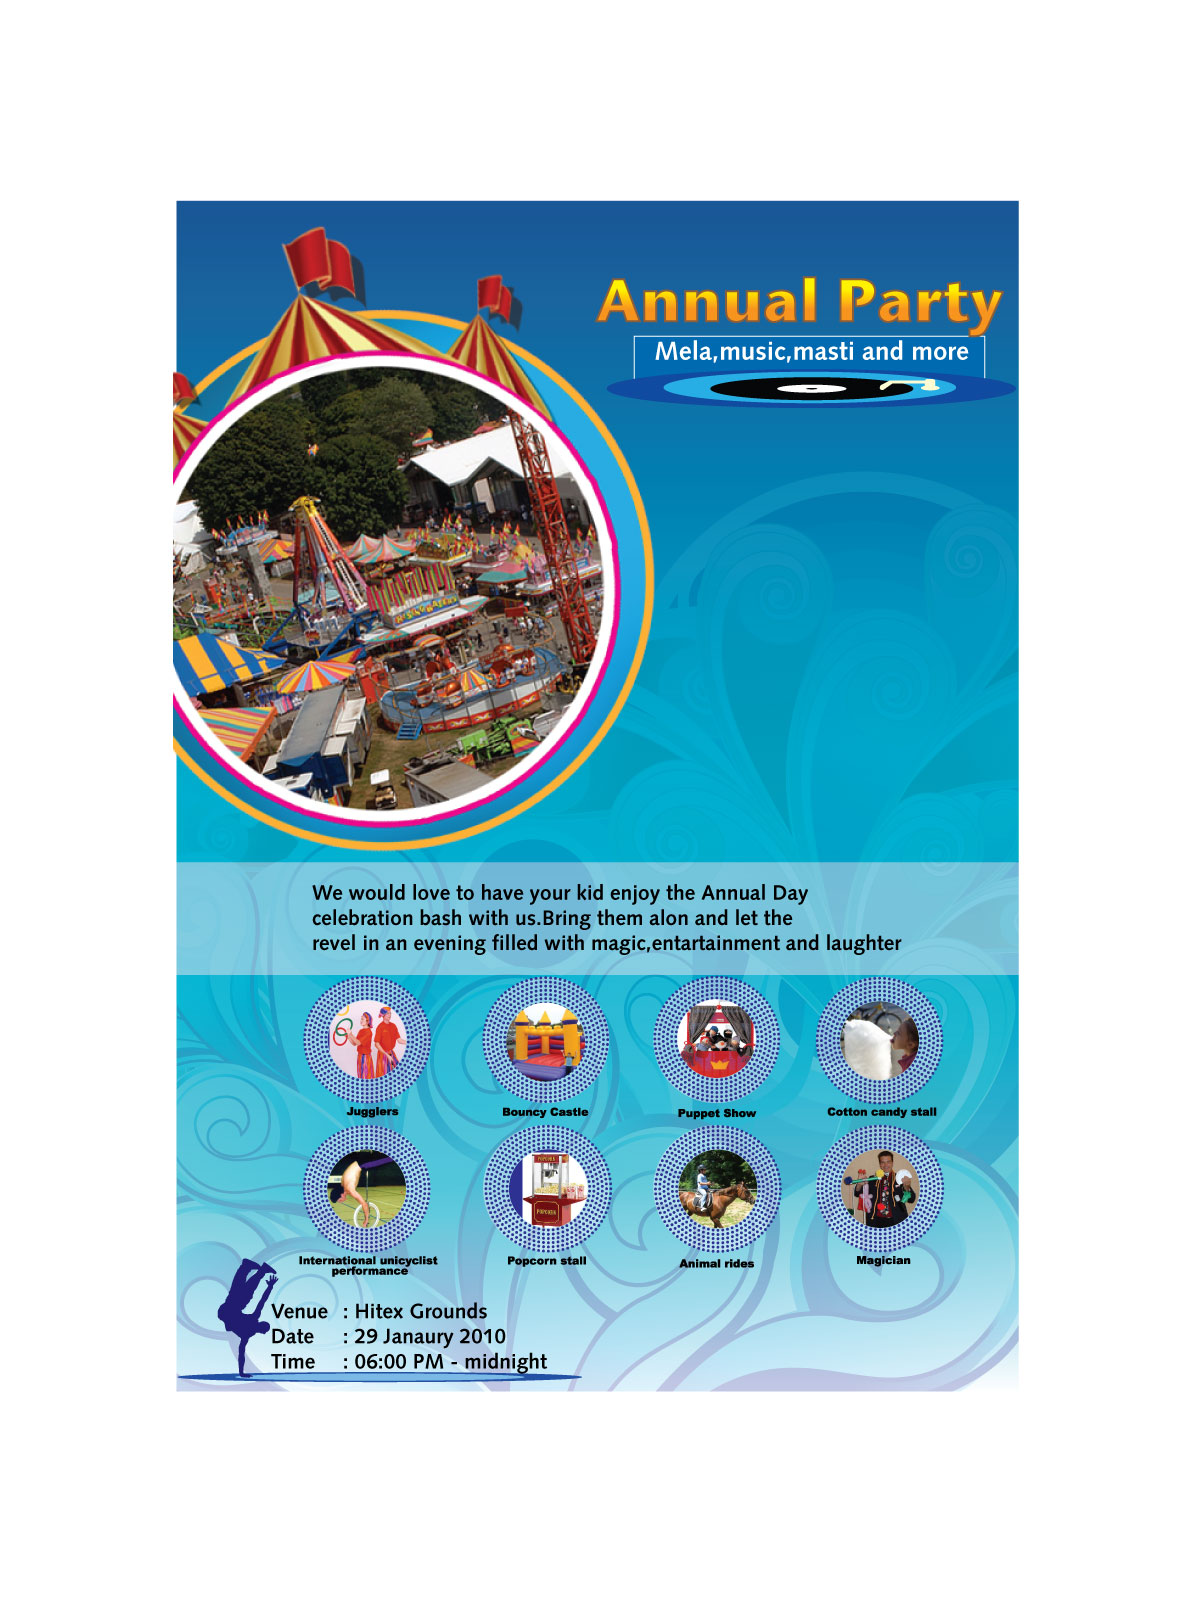 Annual Party
Mela,music,masti and more
We would love to have your kid enjoy the Annual Day
celebration bash with us.Bring them alon and let the
revel in an evening filled with magic,entartainment and laughter
Jugglers
Bouncy Castle
Puppet Show
Cotton candy stall
POPCORN
POPCORN
International unicyclist
performance
Popcorn stall
Animal rides
Magician
Venue : Hitex Grounds
Date : 29 Janaury 2010
Time : 06:00 PM - midnight